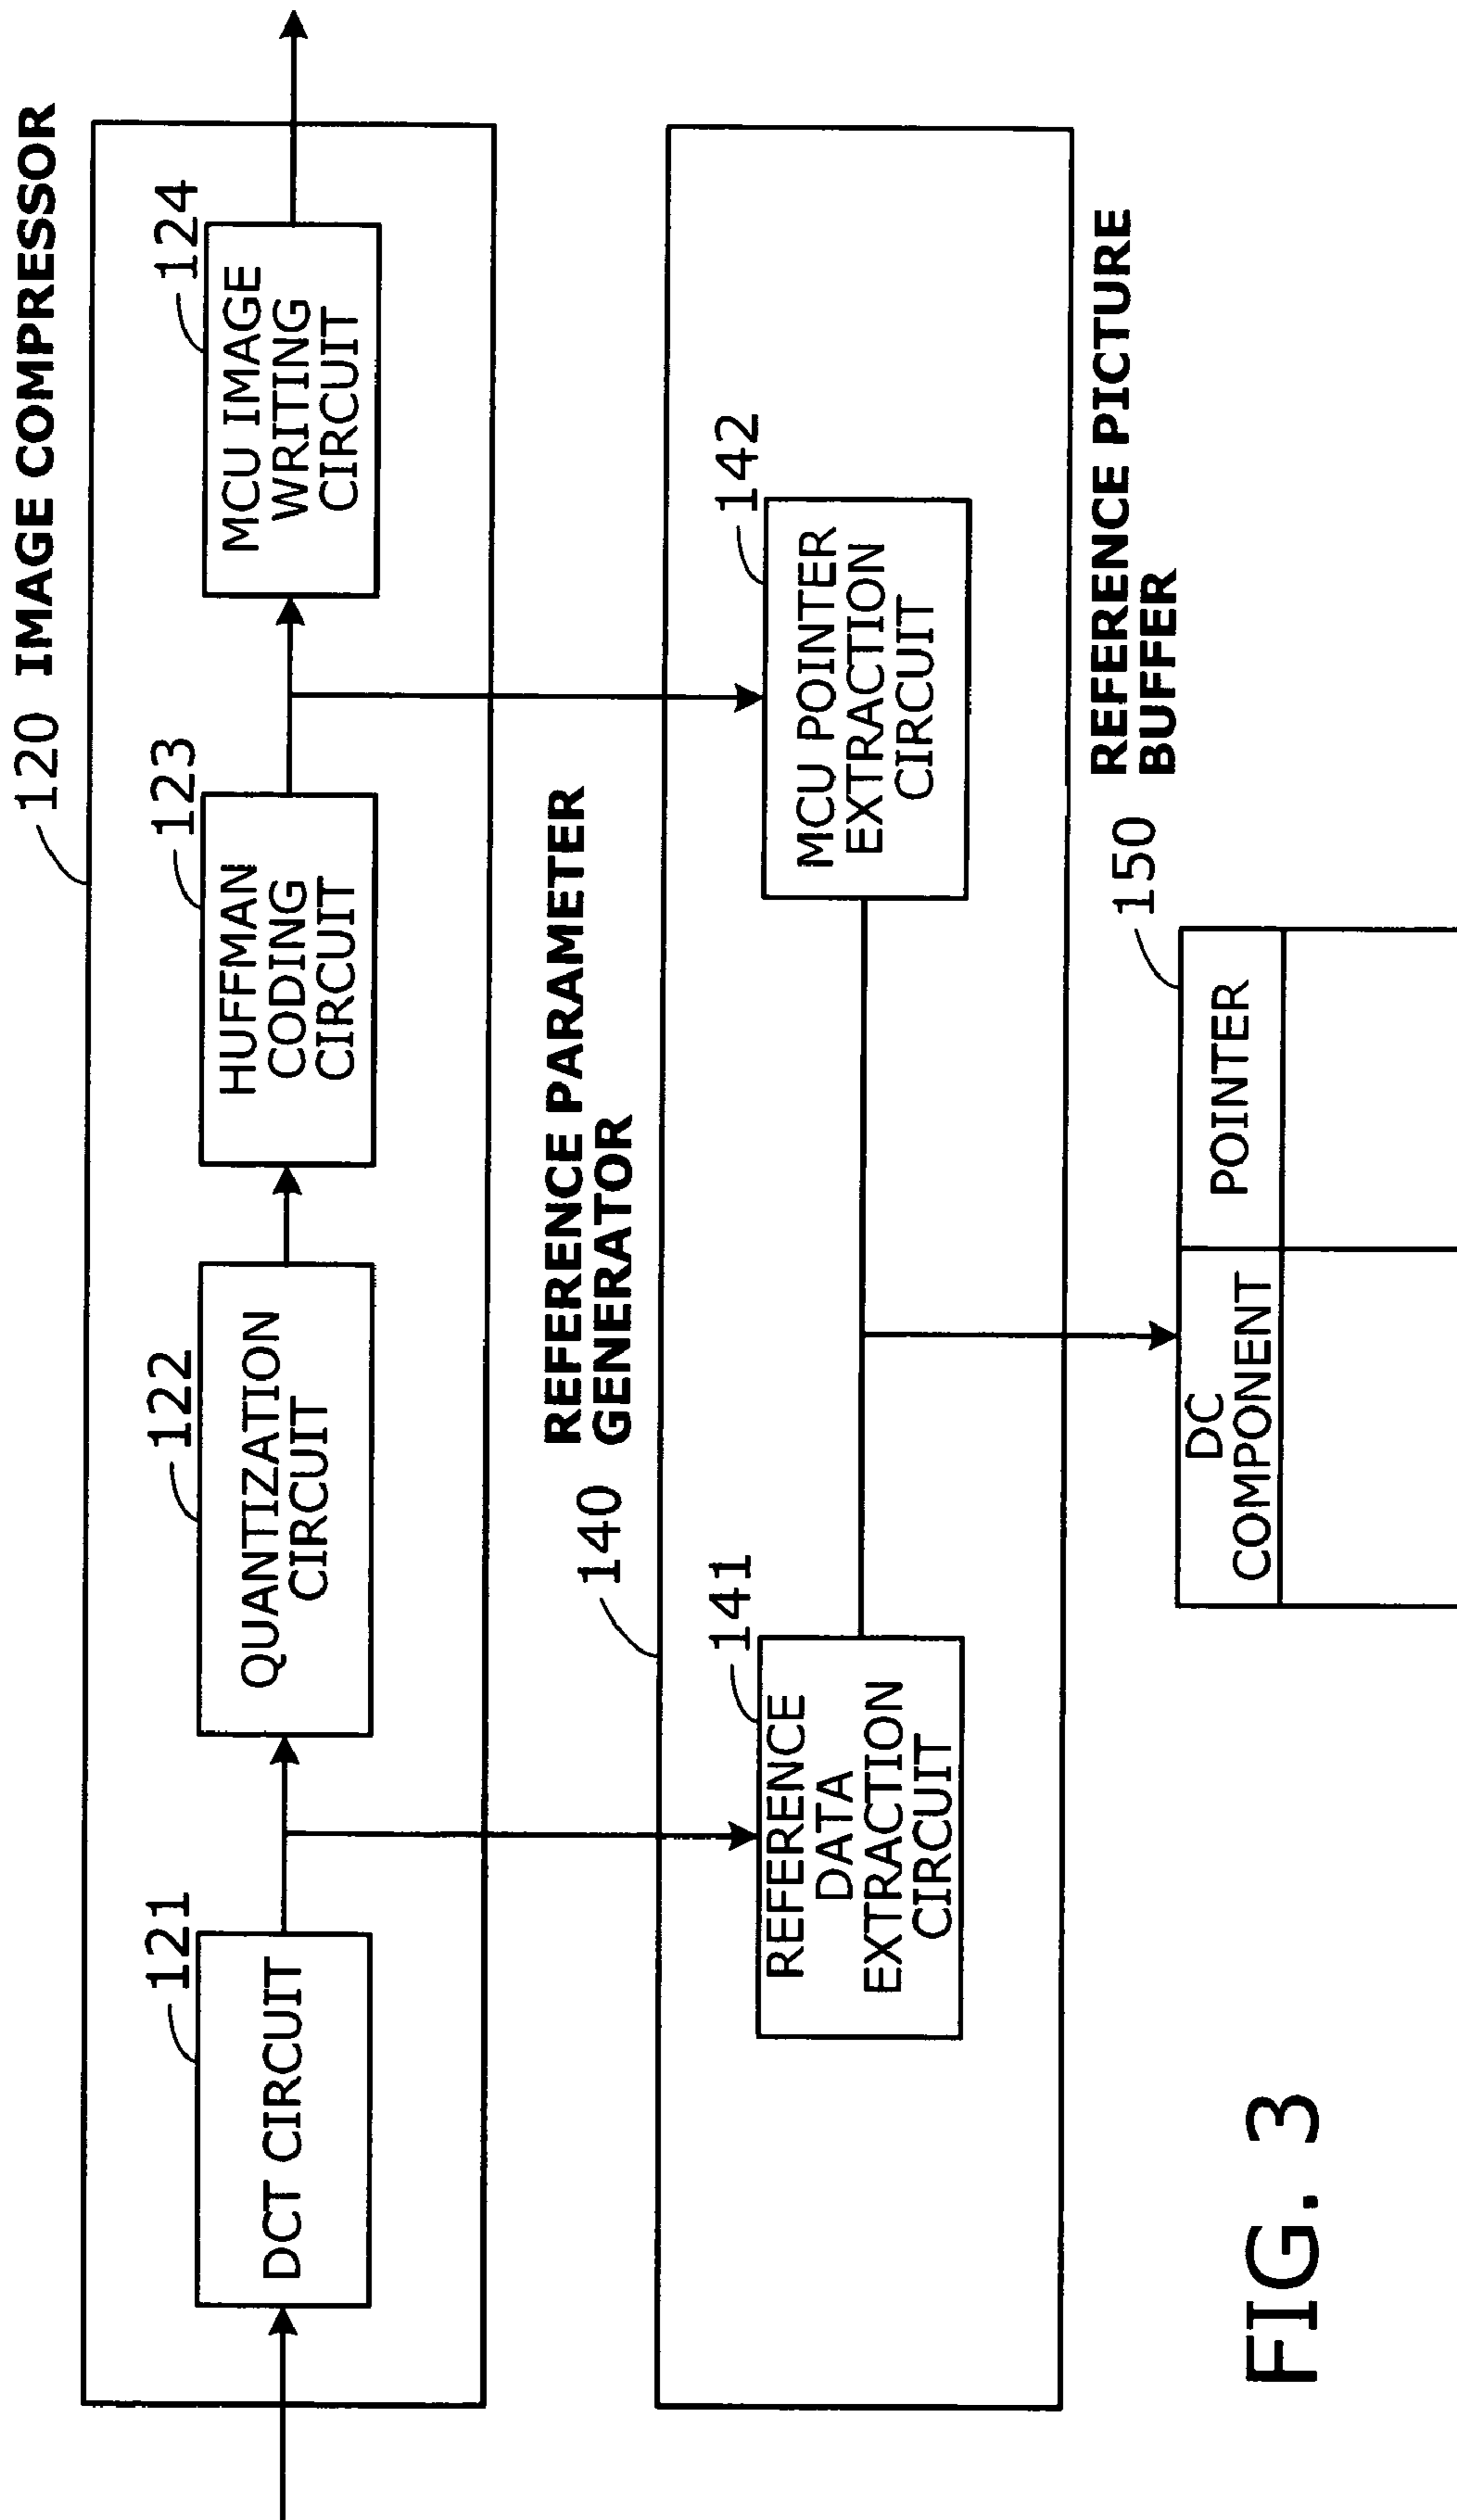 120 IMAGE COMPRESSOR
121
DCT CIRCUIT
122
QUANTIZATION
CIRCUIT
123
HUFFMAN
CODING
CIRCUIT
124
MCU IMAGE
WRITING
CIRCUIT
140 REFERENCE PARAMETER
GENERATOR
141
REFERENCE
DATA
EXTRACTION
CIRCUIT
142
MCU POINTER
EXTRACTION
CIRCUIT
150 REFERENCE PICTURE
BUFFER
DC
COMPONENT
POINTER
FIG. 3